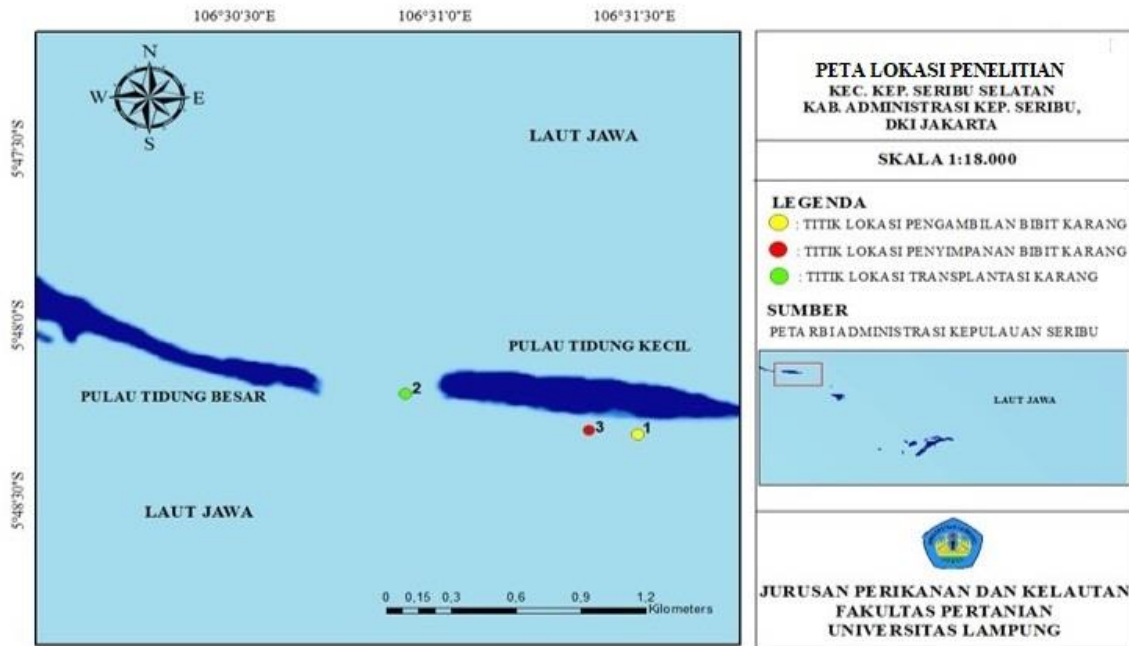 106°30'30"E 106°31'0"E 106°31'30"E
N
W E
S
5°47'30"S
5°48'0"S
5°48'30"S
LAUT JAWA
PULAU TIDUNG KECIL
PULAU TIDUNG BESAR
2
3
1
LAUT JAWA
0 0,15 0,3 0,6 0,9 1,2
Kilometers
PETA LOKASI PENELITIAN
KEC. KEP. SERIBU SELATAN
KAB. ADMINISTRASI KEP. SERIBU,
DKI JAKARTA
SKALA 1:18.000
LEGENDA
: TITIK LOKASI PENGAMBILAN BIBIT KARANG
: TITIK LOKASI PENYIMPANAN BIBIT KARANG
: TITIK LOKASI TRANSPLANTASI KARANG
SUMBER
PETA RBI ADMINISTRASI KEPULAUAN SERIBU
LAUT JAWA
JURUSAN PERIKANAN DAN KELAUTAN
FAKULTAS PERTANIAN
UNIVERSITAS LAMPUNG